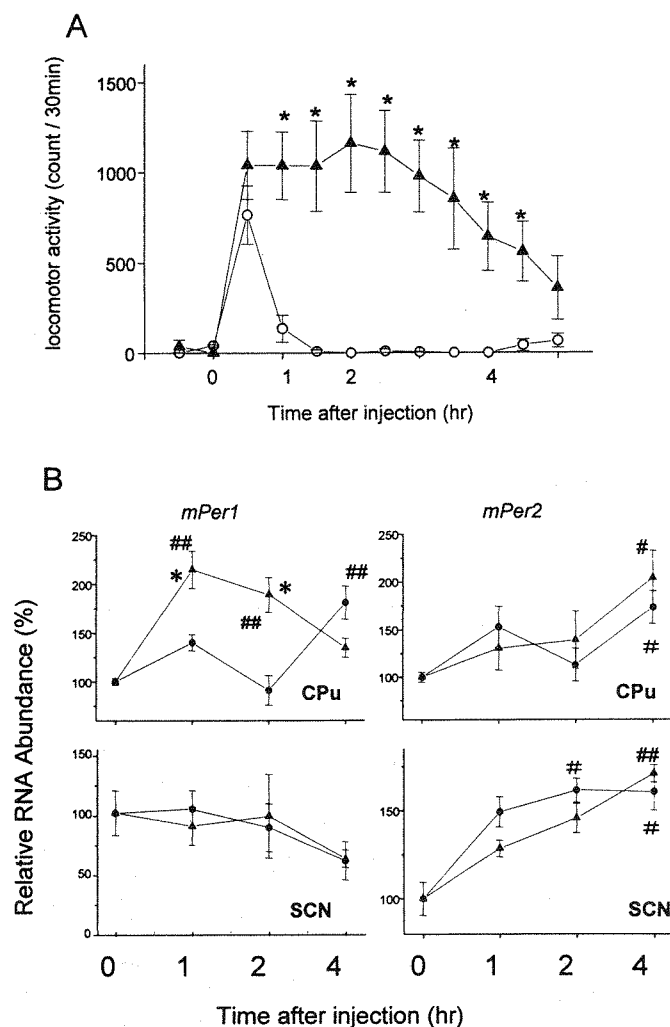 A
locomotor activity (count / 30min)
1500
1000
500
0
* * * * * * * *
0 1 2 4
Time after injection (hr)
B
mPer1 mPer2
Relative RNA Abundance (%)
250
200
150
100
##
*
*
##
##
CPu
250
200
150
100
#
#
CPu
150
100
50
0
SCN
150
100
#
##
#
SCN
0 1 2 4 0 1 2 4
Time after injection (hr)